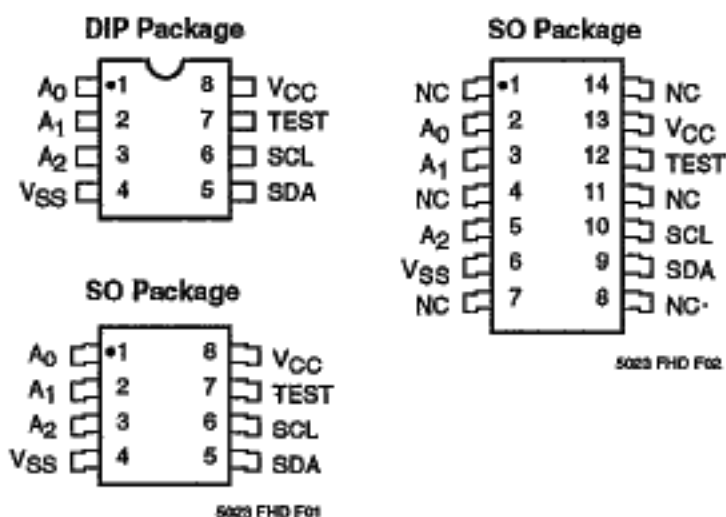 DIP Package
A0 1 8 VCC
A1 2 7 TEST
A2 3 6 SCL
VSS 4 5 SDA
SO Package
A0 1 8 VCC
A1 2 7 TEST
A2 3 6 SCL
VSS 4 5 SDA
5023 FHD F01
SO Package
NC 1 14 NC
A0 2 13 VCC
A1 3 12 TEST
NC 4 11 NC
A2 5 10 SCL
VSS 6 9 SDA
NC 7 8 NC
5023 FHD F02